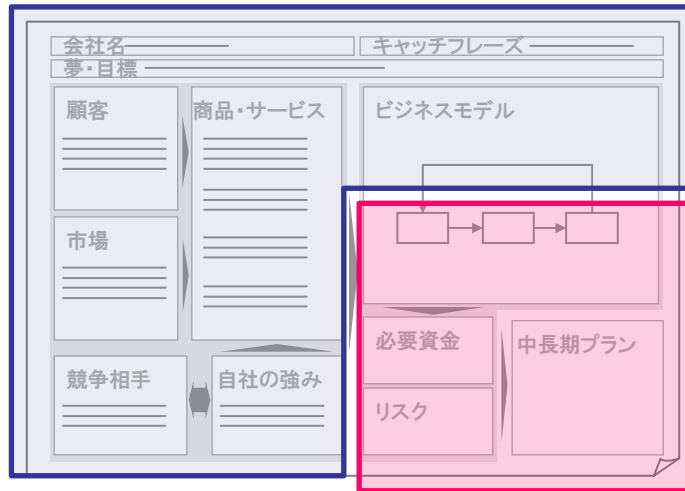 会社名
キャッチフレーズ
夢・目標
顧客
商品・サービス
ビジネスモデル
市場
競争相手
自社の強み
必要資金
中長期プラン
リスク